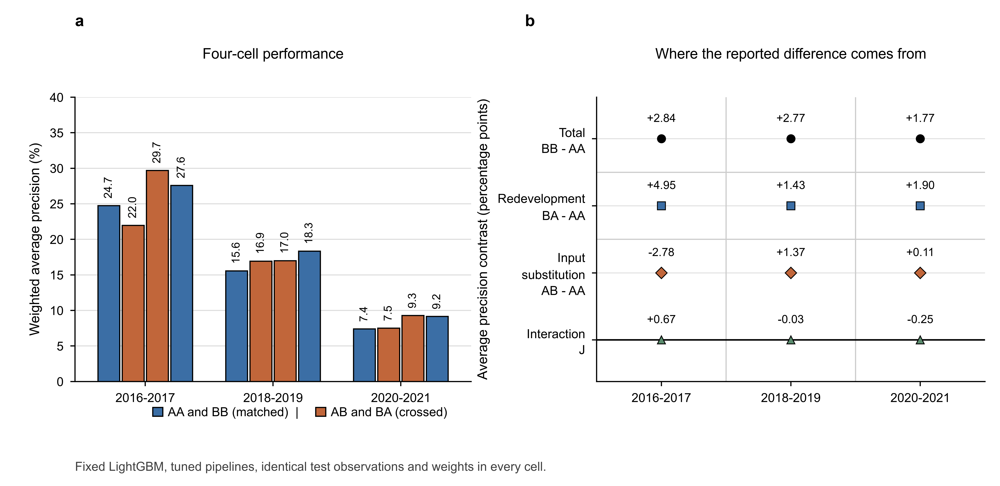 a
Four-cell performance
Weighted average precision (%)
40
35
30
25
20
15
10
5
0
24.7
22.0
29.7
27.6
15.6
16.9
17.0
18.3
7.4
7.5
9.3
9.2
2016-2017
2018-2019
2020-2021
AA and BB (matched) |
AB and BA (crossed)
b
Where the reported difference comes from
Average precision contrast (percentage points)
Total
BB - AA
+2.84
+2.77
+1.77
Redevelopment
BA - AA
+4.95
+1.43
+1.90
Input
substitution
AB - AA
-2.78
+1.37
+0.11
Interaction
J
+0.67
-0.03
-0.25
2016-2017
2018-2019
2020-2021
Fixed LightGBM, tuned pipelines, identical test observations and weights in every cell.